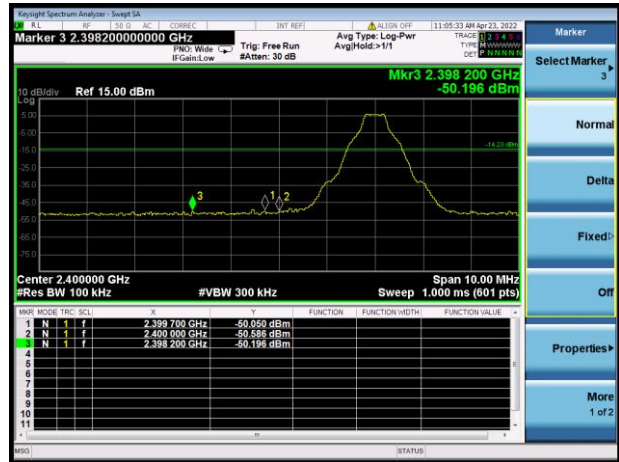 Keysight Spectrum Analyzer - Swept SA
RL RF 50 Ω AC CORREC INT REF ALIGN OFF 11:05:33 AM Apr 23, 2022
Marker 3 2.398200000000 GHz
PNO: Wide
IFGain:Low
Trig: Free Run
#Atten: 30 dB
Avg Type: Log-Pwr
Avg|Hold:>1/1
TRACE 1 2 3 4 5 6
TYPE M WWWWW
DET P NNNNN
Mkr3 2.398 200 GHz
-50.196 dBm
10 dB/div Ref 15.00 dBm
Log
5.00
-5.00
-15.0
-14.23 dBm
-25.0
-35.0
-45.0
3 1 2
-55.0
-65.0
-75.0
Center 2.400000 GHz Span 10.00 MHz
#Res BW 100 kHz #VBW 300 kHz Sweep 1.000 ms (601 pts)
MKR MODE TRC SCL X Y FUNCTION FUNCTION WIDTH FUNCTION VALUE
1 N 1 f 2.399 700 GHz -50.050 dBm
2 N 1 f 2.400 000 GHz -50.586 dBm
3 N 1 f 2.398 200 GHz -50.196 dBm
4
5
6
7
8
9
10
11
MSG STATUS
Marker
Select Marker
3
Normal
Delta
Fixed
Off
Properties
More
1 of 2